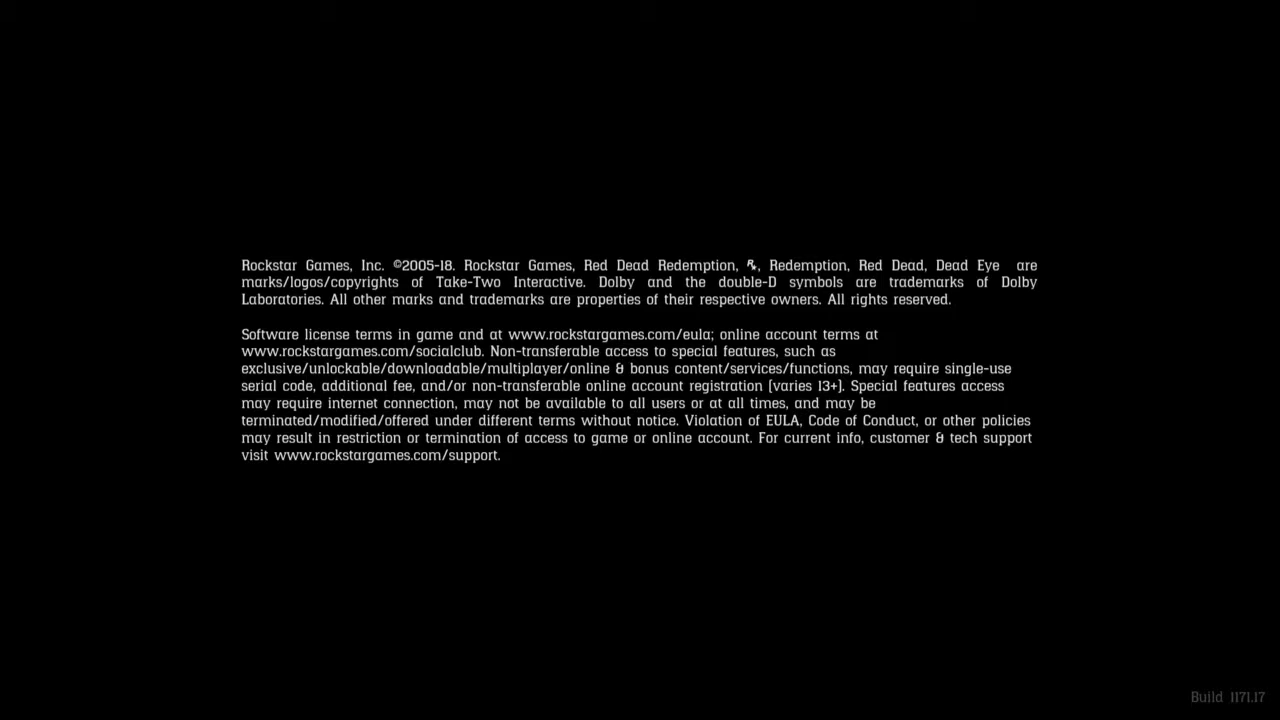 Rockstar Games, Inc. ©2005-18. Rockstar Games, Red Dead Redemption, R*, Redemption, Red Dead, Dead Eye are
marks/logos/copyrights of Take-Two Interactive. Dolby and the double-D symbols are trademarks of Dolby
Laboratories. All other marks and trademarks are properties of their respective owners. All rights reserved.
Software license terms in game and at www.rockstargames.com/eula; online account terms at
www.rockstargames.com/socialclub. Non-transferable access to special features, such as
exclusive/unlockable/downloadable/multiplayer/online & bonus content/services/functions, may require single-use
serial code, additional fee, and/or non-transferable online account registration (varies 13+). Special features access
may require internet connection, may not be available to all users or at all times, and may be
terminated/modified/offered under different terms without notice. Violation of EULA, Code of Conduct, or other policies
may result in restriction or termination of access to game or online account. For current info, customer & tech support
visit www.rockstargames.com/support.
Build 1171.17